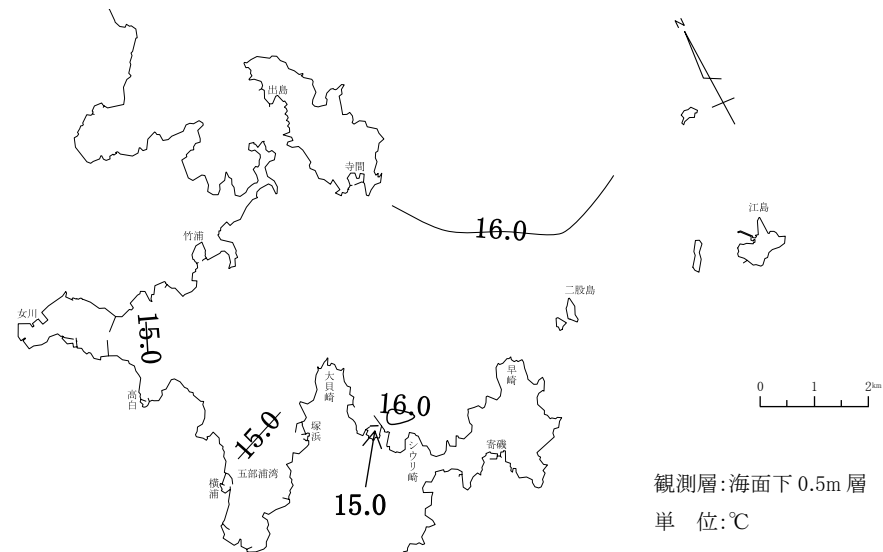 N
出島
寺間
江島
16.0
竹浦
二股島
女川
15.0
大貝崎
早崎
高白
16.0
15.0
塚浜
シウリ崎
寄磯
五部浦湾
横浦
15.0
0 1 2km
観測層:海面下 0.5m 層
単 位:℃